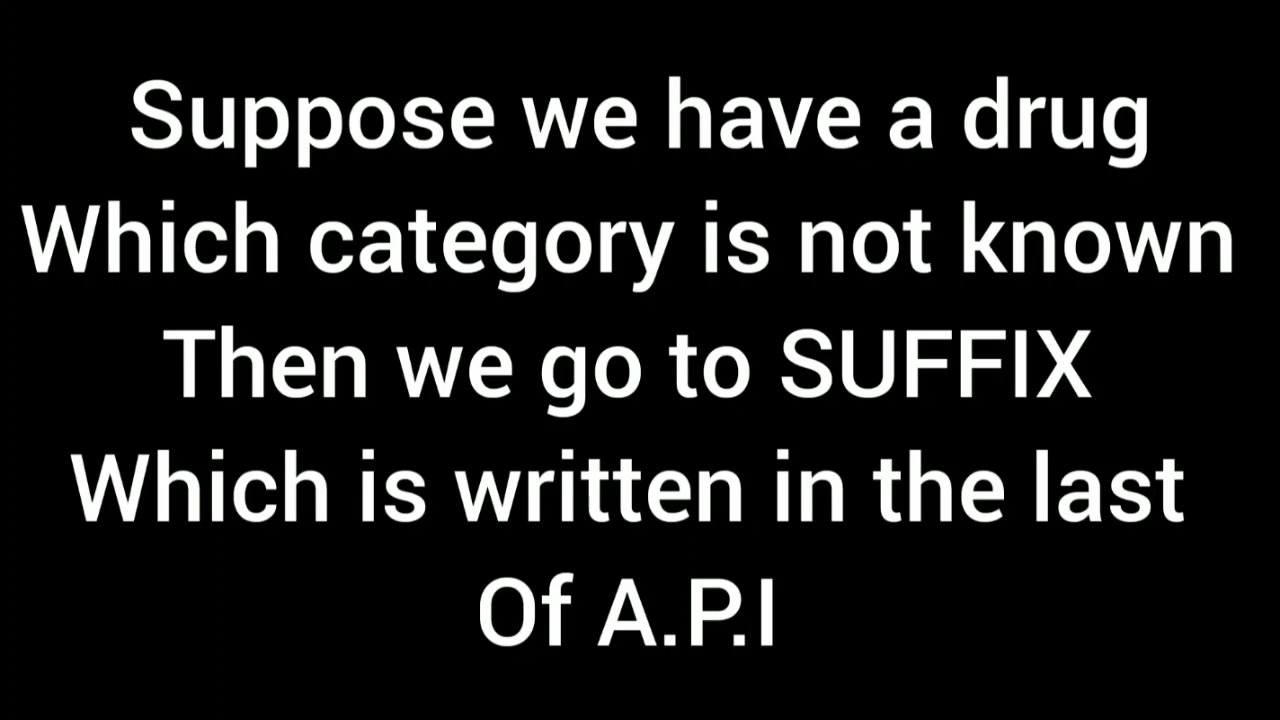 Suppose we have a drug
Which category is not known
Then we go to SUFFIX
Which is written in the last
Of A.P.I